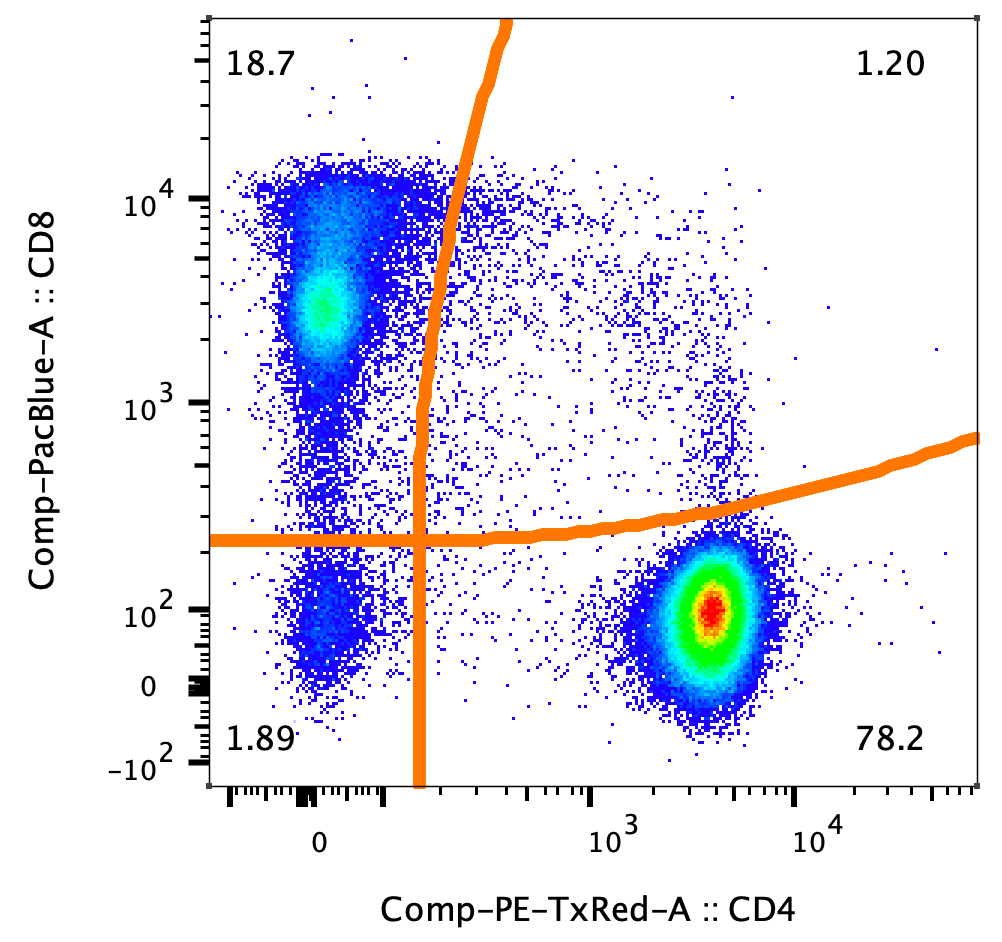 18.7 1.20
10^4
10^3
10^2
0
-10^2
Comp-PacBlue-A :: CD8
1.89 78.2
0 10^3 10^4
Comp-PE-TxRed-A :: CD4